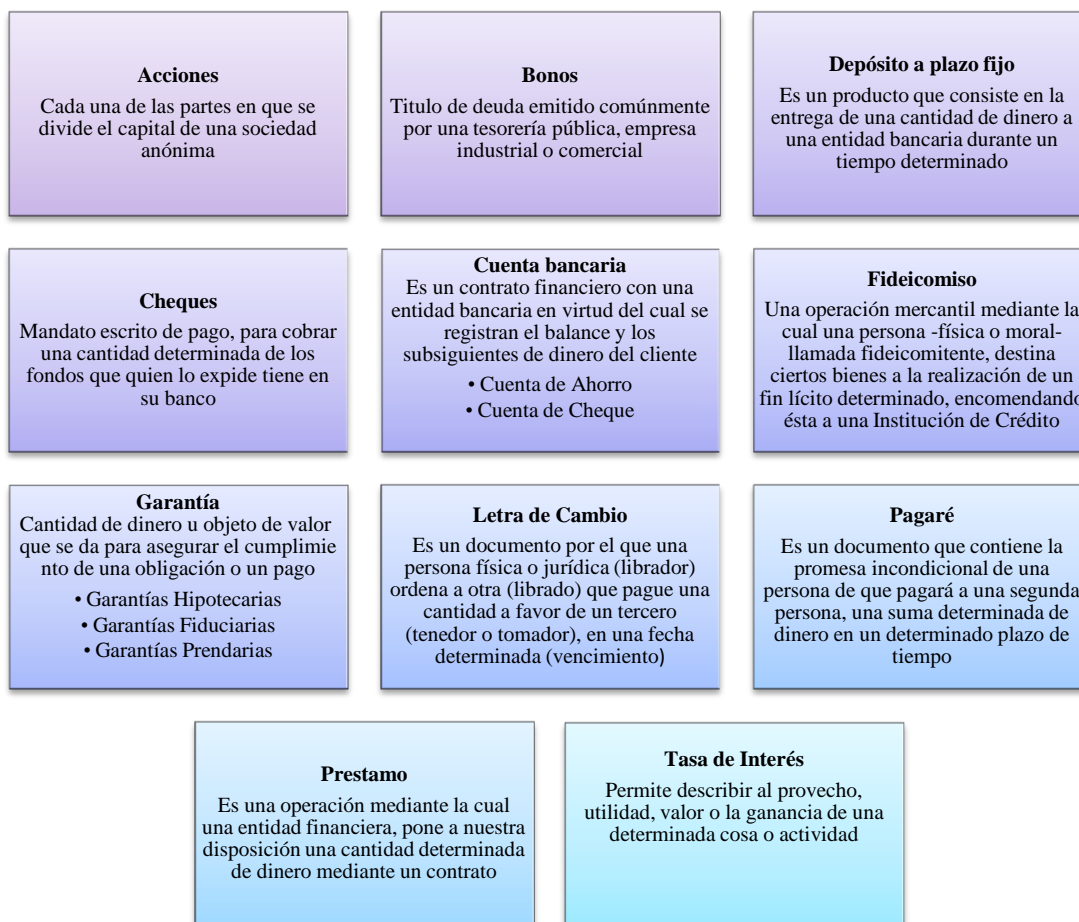 Acciones
Cada una de las partes en que se
divide el capital de una sociedad
anónima
Bonos
Titulo de deuda emitido comúnmente
por una tesorería pública, empresa
industrial o comercial
Depósito a plazo fijo
Es un producto que consiste en la
entrega de una cantidad de dinero a
una entidad bancaria durante un
tiempo determinado
Cheques
Mandato escrito de pago, para cobrar
una cantidad determinada de los
fondos que quien lo expide tiene en
su banco
Cuenta bancaria
Es un contrato financiero con una
entidad bancaria en virtud del cual se
registran el balance y los
subsiguientes de dinero del cliente
• Cuenta de Ahorro
• Cuenta de Cheque
Fideicomiso
Una operación mercantil mediante la
cual una persona -física o moral-
llamada fideicomitente, destina
ciertos bienes a la realización de un
fin lícito determinado, encomendando
ésta a una Institución de Crédito
Garantía
Cantidad de dinero u objeto de valor
que se da para asegurar el cumplimie
nto de una obligación o un pago
• Garantías Hipotecarias
• Garantías Fiduciarias
• Garantías Prendarias
Letra de Cambio
Es un documento por el que una
persona física o jurídica (librador)
ordena a otra (librado) que pague una
cantidad a favor de un tercero
(tenedor o tomador), en una fecha
determinada (vencimiento)
Pagaré
Es un documento que contiene la
promesa incondicional de una
persona de que pagará a una segunda
persona, una suma determinada de
dinero en un determinado plazo de
tiempo
Prestamo
Es una operación mediante la cual
una entidad financiera, pone a nuestra
disposición una cantidad determinada
de dinero mediante un contrato
Tasa de Interés
Permite describir al provecho,
utilidad, valor o la ganancia de una
determinada cosa o actividad